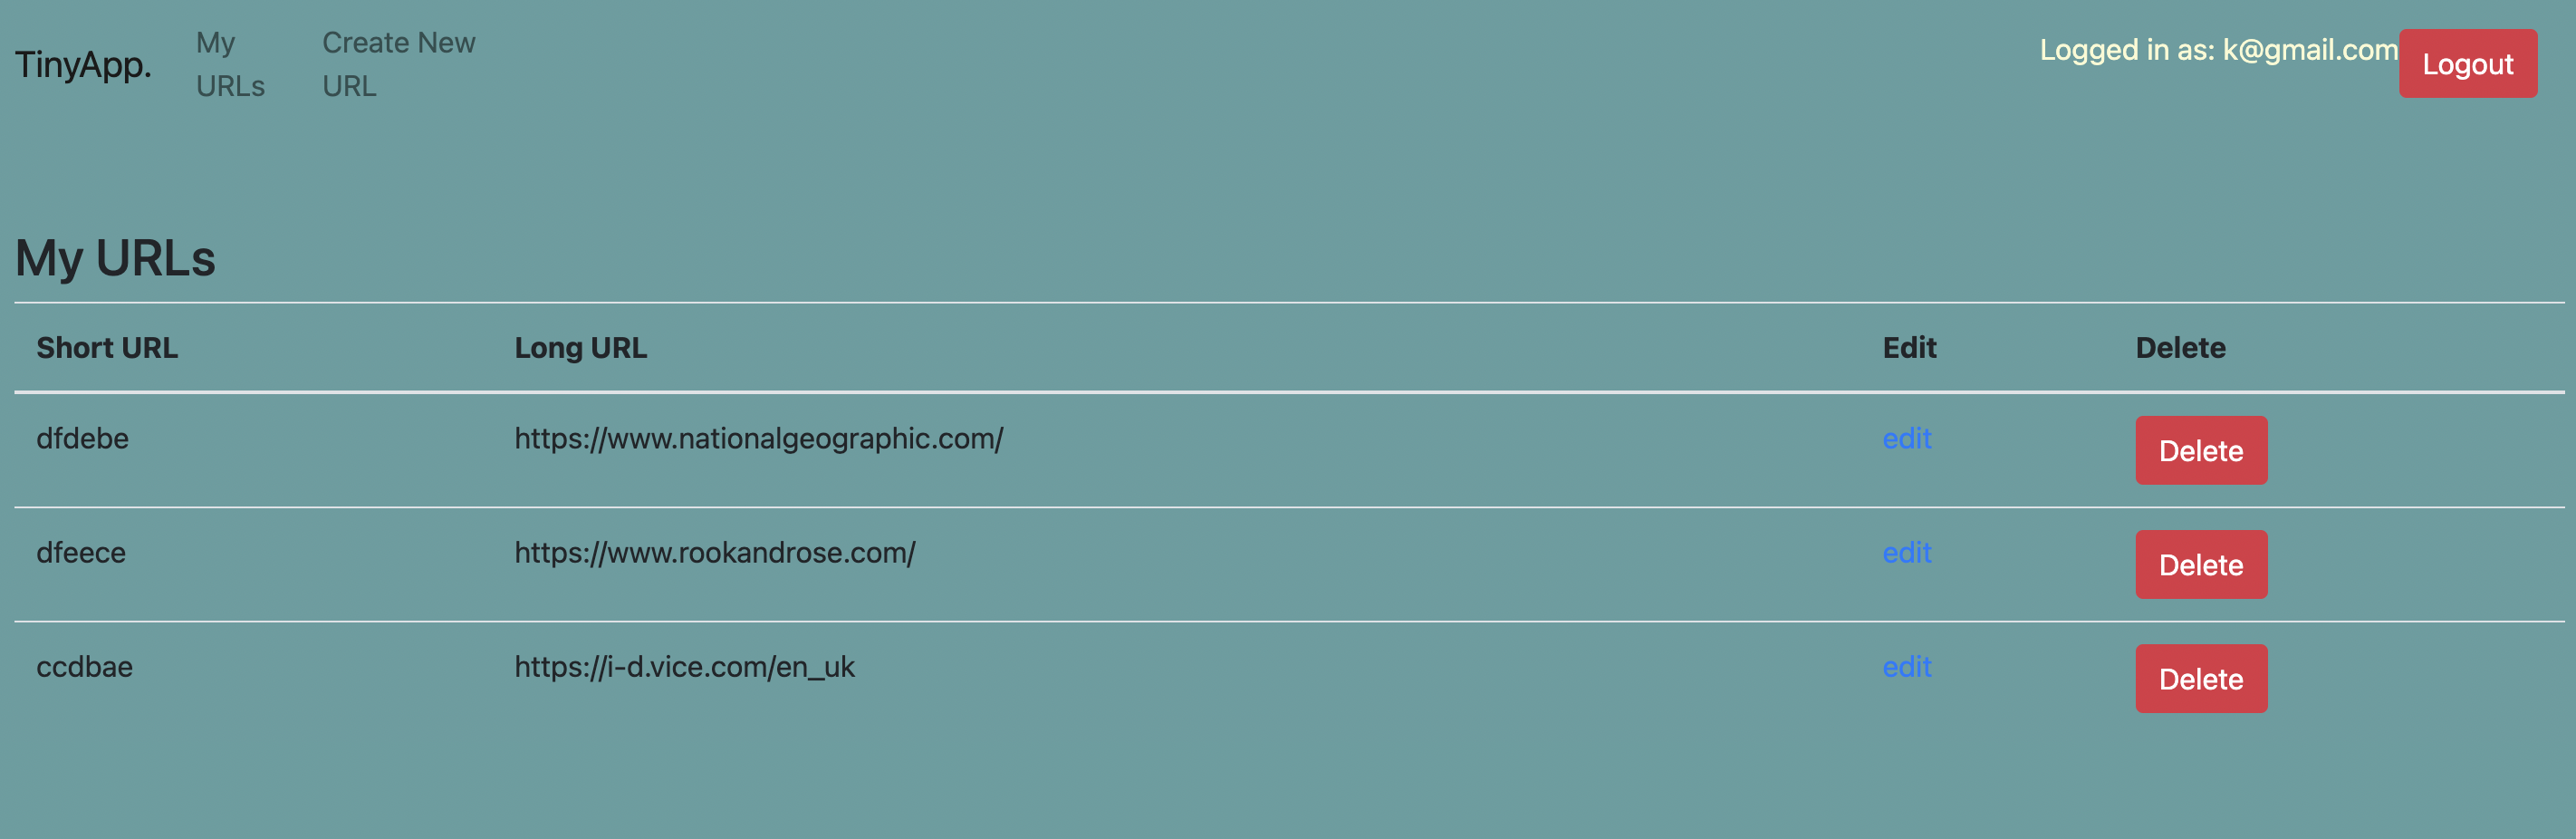 TinyApp.
My URLs
Create New URL
Logged in as: k@gmail.com
Logout
My URLs
Short URL Long URL Edit Delete
dfdebe https://www.nationalgeographic.com/ edit Delete
dfeece https://www.rookandrose.com/ edit Delete
ccdbae https://i-d.vice.com/en_uk edit Delete